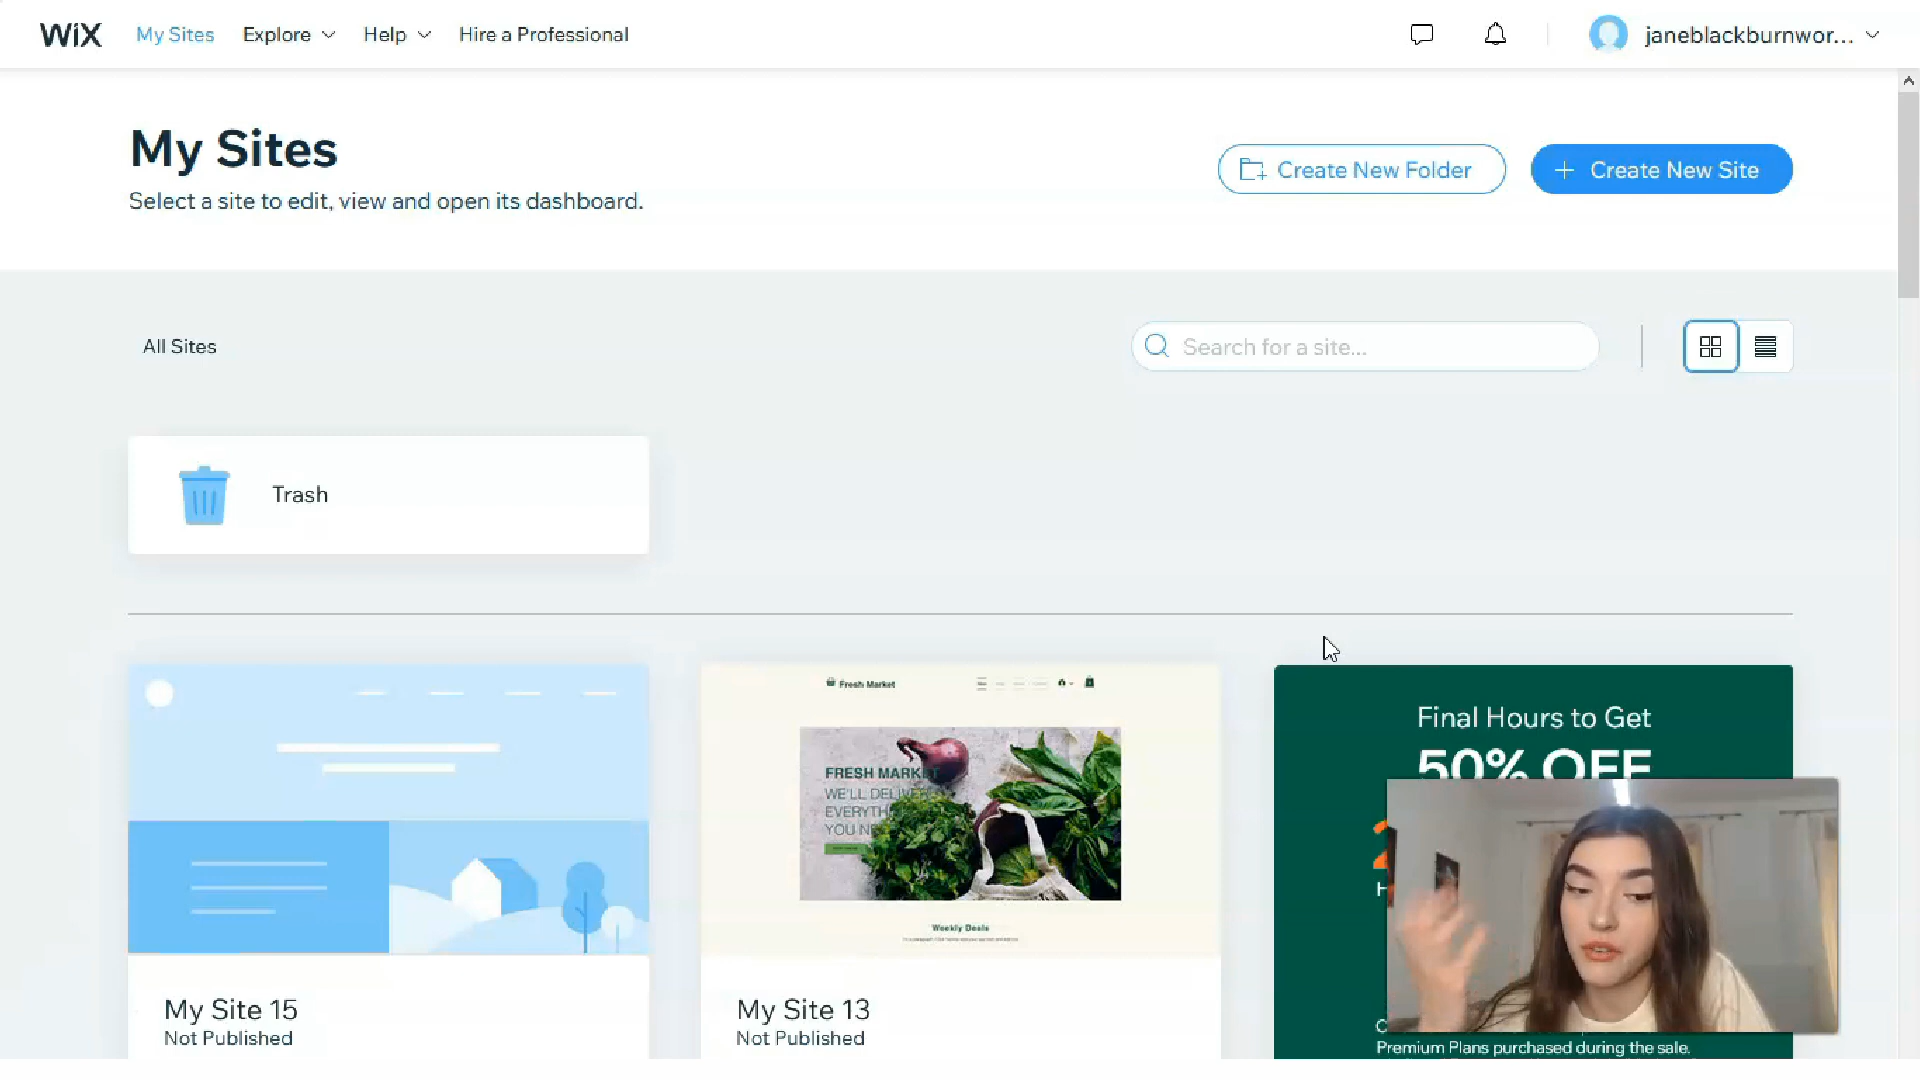 WiX
My Sites
Explore
Help
Hire a Professional
janeblackburnwor...
My Sites
Select a site to edit, view and open its dashboard.
Create New Folder
+ Create New Site
All Sites
Search for a site...
Trash
Fresh Market
FRESH MARKET
WE'LL DELIVER
EVERYTH
YOU NE
Weekly Deals
Final Hours to Get
50% OFF
My Site 15
Not Published
My Site 13
Not Published
Premium Plans purchased during the sale.